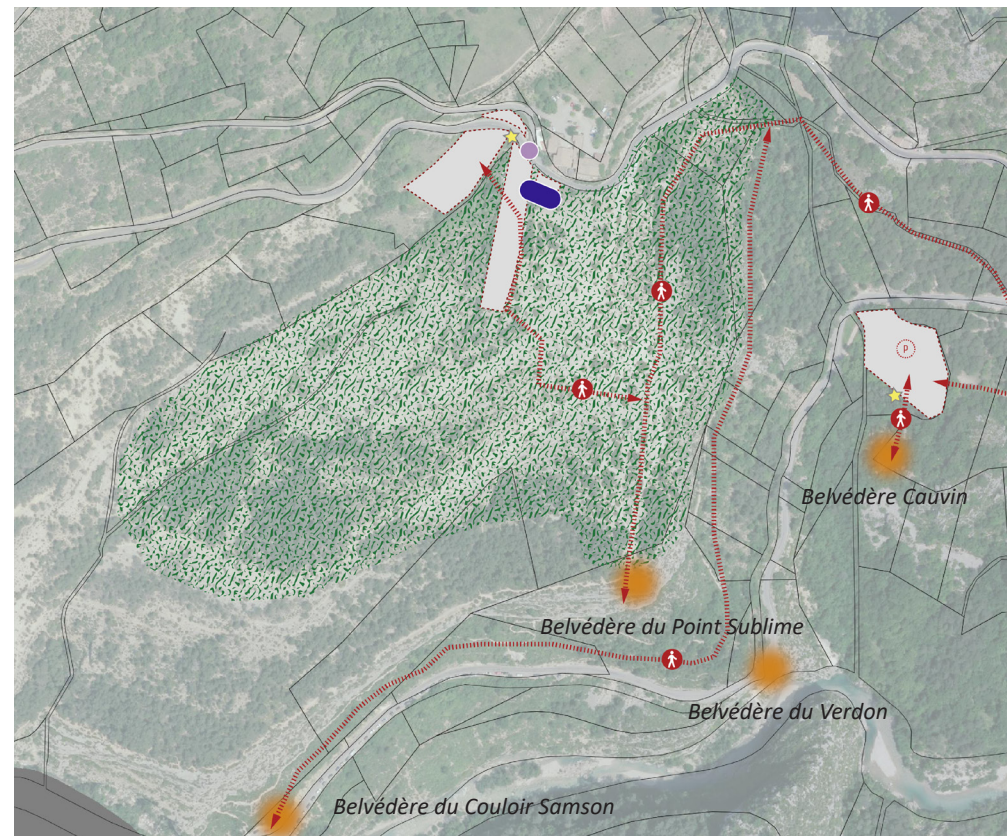 P
Belvédère Cauvin
Belvédère du Point Sublime
Belvédère du Verdon
Belvédère du Couloir Samson